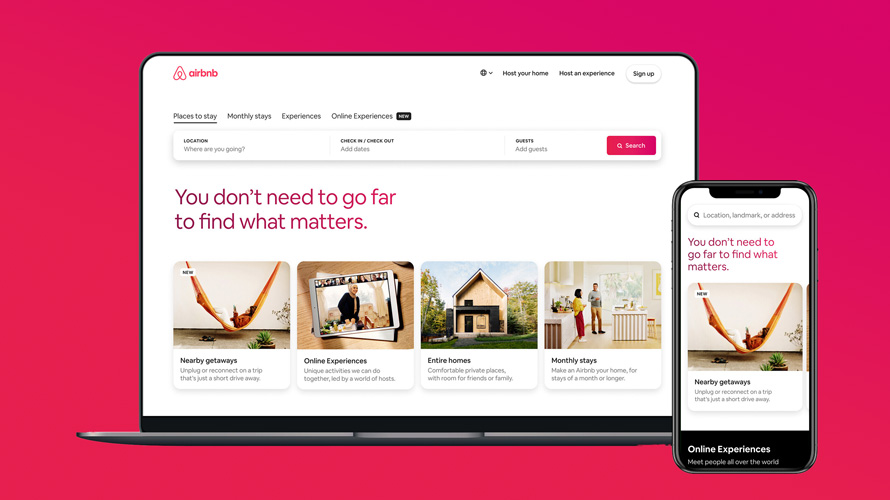 airbnb
Host your home
Host an experience
Sign up
Places to stay
Monthly stays
Experiences
Online Experiences
NEW
LOCATION
Where are you going?
CHECK IN / CHECK OUT
Add dates
GUESTS
Add guests
Search
You don’t need to go far
to find what matters.
NEW
Nearby getaways
Unplug or reconnect on a trip
that’s just a short drive away.
Online Experiences
Unique activities we can do
together, led by a world of hosts.
Entire homes
Comfortable private places,
with room for friends or family.
Monthly stays
Make an Airbnb your home, for
stays of a month or longer.
Location, landmark, or address
You don’t need to
go far to find what
matters.
NEW
Nearby getaways
Unplug or reconnect on a trip
that’s just a short drive away.
Online Experiences
Meet people all over the world